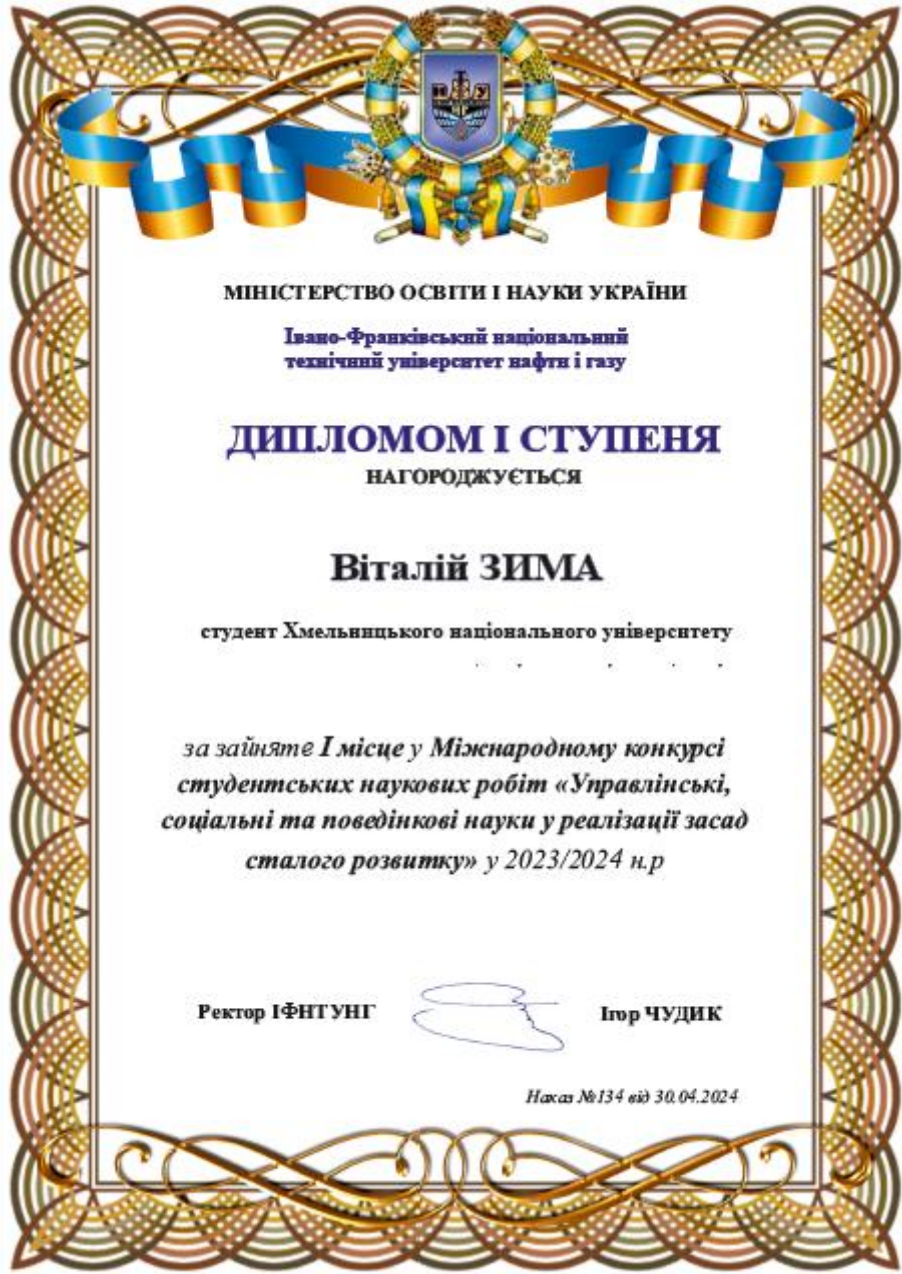 МІНІСТЕРСТВО ОСВІТИ І НАУКИ УКРАЇНИ
Івано-Франківський національний
технічний університет нафти і газу
ДИПЛОМОМ І СТУПЕНЯ
НАГОРОДЖУЄТЬСЯ
Віталій ЗИМА
студент Хмельницького національного університету
за зайняте І місце у Міжнародному конкурсі
студентських наукових робіт «Управлінські,
соціальні та поведінкові науки у реалізації засад
сталого розвитку» у 2023/2024 н.р
Ректор ІФНТУНГ Ігор ЧУДИК
Наказ №134 від 30.04.2024